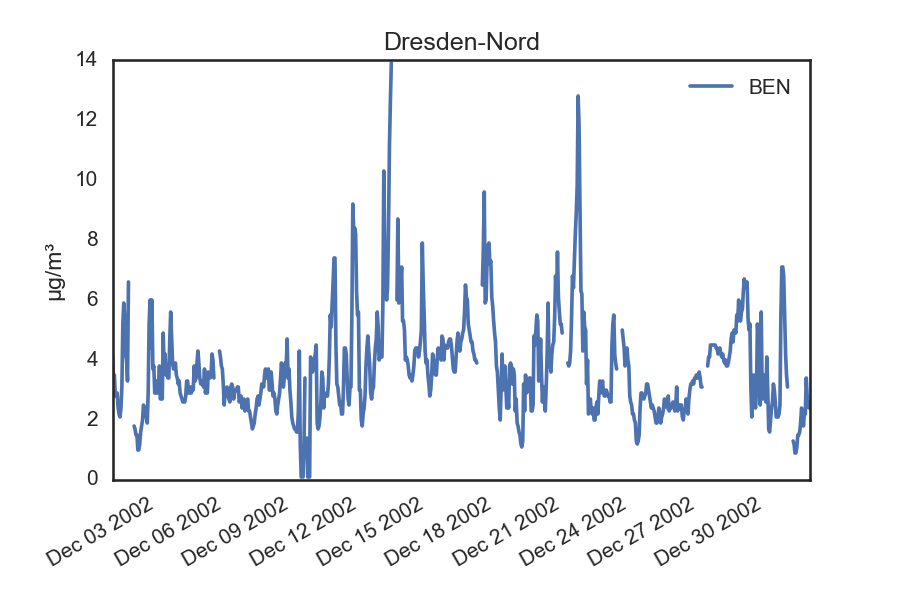 Dresden-Nord
BEN
µg/m³
14
12
10
8
6
4
2
0
Dec 03 2002
Dec 06 2002
Dec 09 2002
Dec 12 2002
Dec 15 2002
Dec 18 2002
Dec 21 2002
Dec 24 2002
Dec 27 2002
Dec 30 2002